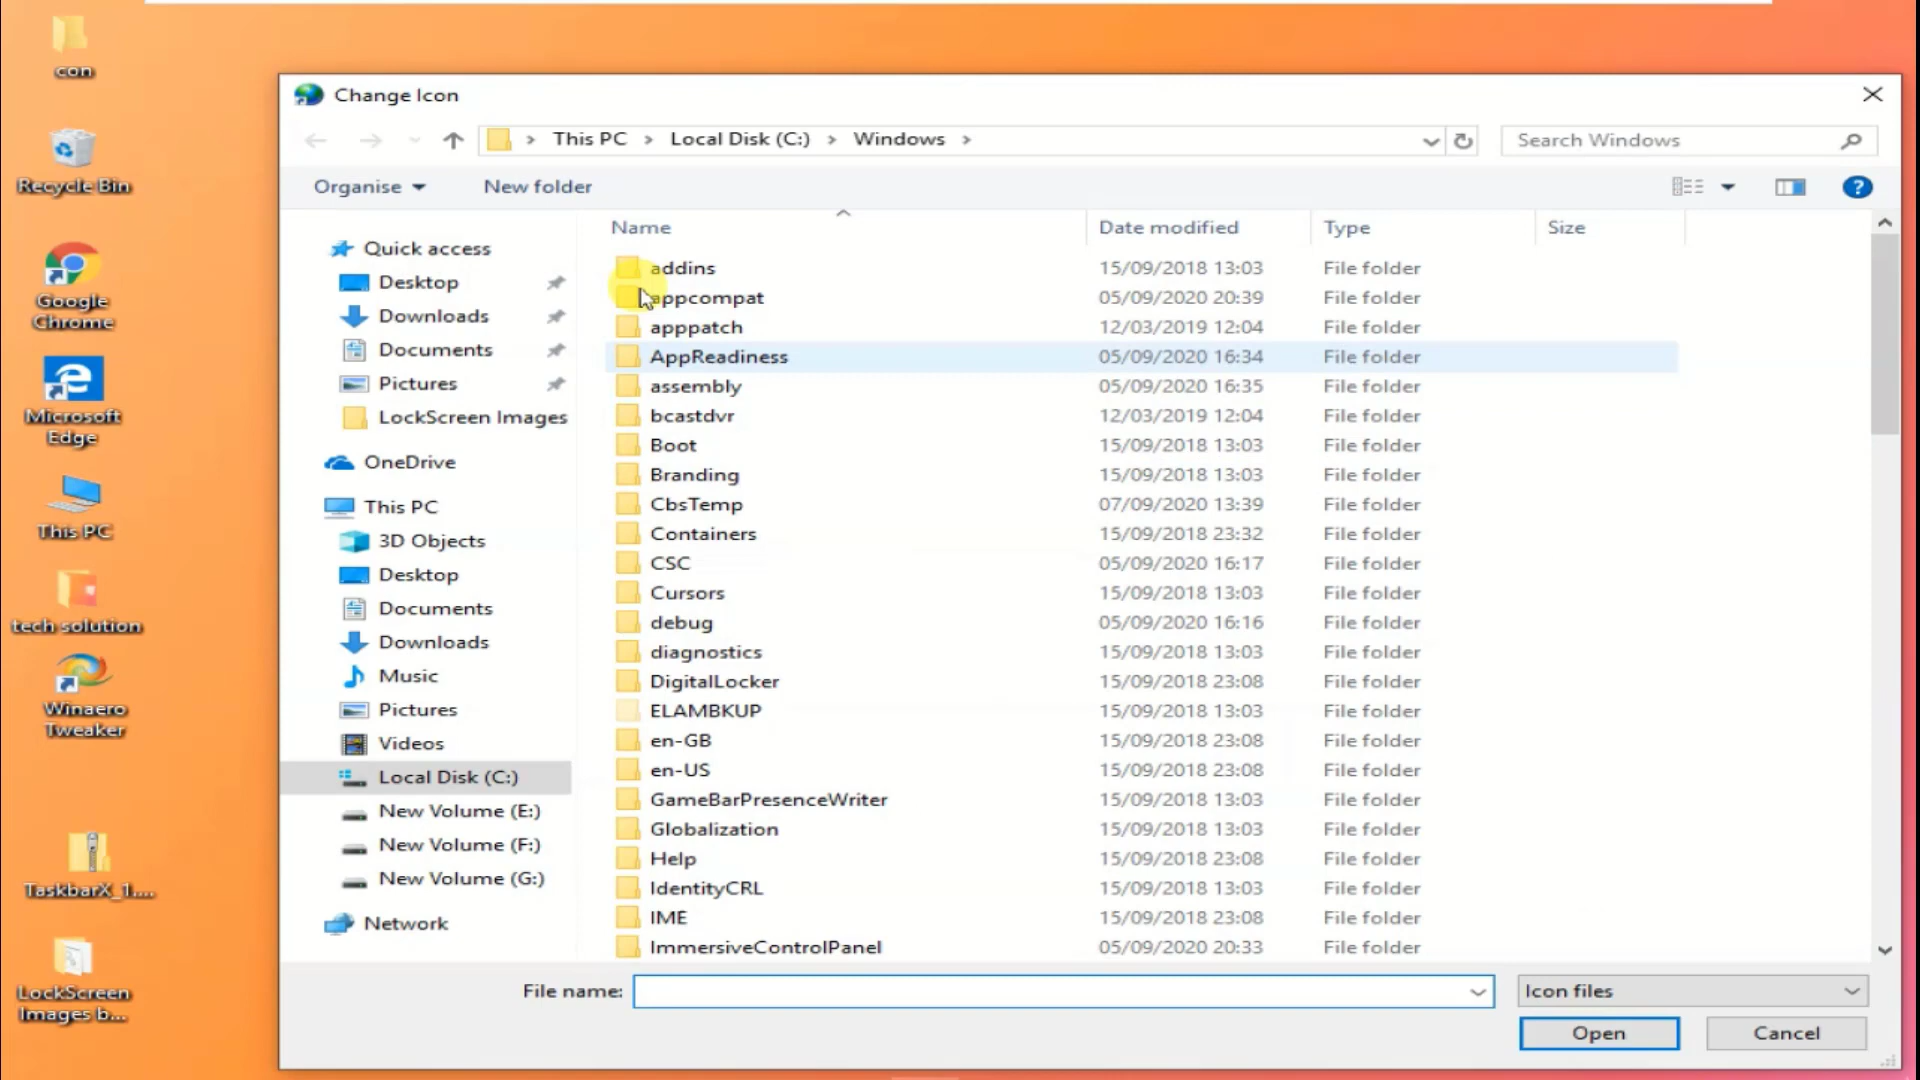 con
Recycle Bin
Google
Chrome
Microsoft
Edge
This PC
tech solution
Winaero
Tweaker
TaskbarX_1....
LockScreen
Images b...
Change Icon
This PC
Local Disk (C:)
Windows
Search Windows
Organise
New folder
Quick access
Desktop
Downloads
Documents
Pictures
LockScreen Images
OneDrive
This PC
3D Objects
Desktop
Documents
Downloads
Music
Pictures
Videos
Local Disk (C:)
New Volume (E:)
New Volume (F:)
New Volume (G:)
Network
Name Date modified Type Size
addins 15/09/2018 13:03 File folder
appcompat 05/09/2020 20:39 File folder
apppatch 12/03/2019 12:04 File folder
AppReadiness 05/09/2020 16:34 File folder
assembly 05/09/2020 16:35 File folder
bcastdvr 12/03/2019 12:04 File folder
Boot 15/09/2018 13:03 File folder
Branding 15/09/2018 13:03 File folder
CbsTemp 07/09/2020 13:39 File folder
Containers 15/09/2018 23:32 File folder
CSC 05/09/2020 16:17 File folder
Cursors 15/09/2018 13:03 File folder
debug 05/09/2020 16:16 File folder
diagnostics 15/09/2018 13:03 File folder
DigitalLocker 15/09/2018 23:08 File folder
ELAMBKUP 15/09/2018 13:03 File folder
en-GB 15/09/2018 23:08 File folder
en-US 15/09/2018 23:08 File folder
GameBarPresenceWriter 15/09/2018 13:03 File folder
Globalization 15/09/2018 13:03 File folder
Help 15/09/2018 23:08 File folder
IdentityCRL 15/09/2018 13:03 File folder
IME 15/09/2018 23:08 File folder
ImmersiveControlPanel 05/09/2020 20:33 File folder
File name:
Icon files
Open
Cancel